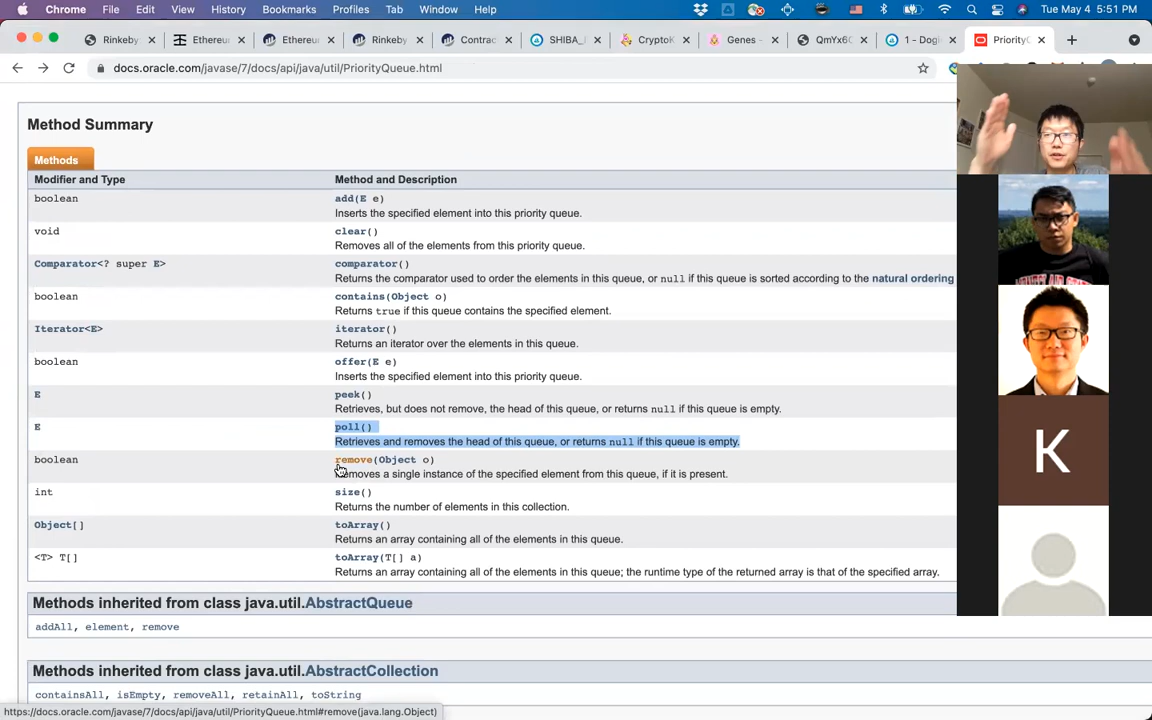 Chrome File Edit View History Bookmarks Profiles Tab Window Help Tue May 4 5:51 PM
Rinkeby Ethereu Ethereu Rinkeby Contrac SHIBA_ CryptoK Genes - QmYx6 1 - Dogl PriorityQ
docs.oracle.com/javase/7/docs/api/java/util/PriorityQueue.html
Method Summary
Methods
Modifier and Type Method and Description
boolean add(E e)
Inserts the specified element into this priority queue.
void clear()
Removes all of the elements from this priority queue.
Comparator<? super E> comparator()
Returns the comparator used to order the elements in this queue, or null if this queue is sorted according to the natural ordering
boolean contains(Object o)
Returns true if this queue contains the specified element.
Iterator<E> iterator()
Returns an iterator over the elements in this queue.
boolean offer(E e)
Inserts the specified element into this priority queue.
E peek()
Retrieves, but does not remove, the head of this queue, or returns null if this queue is empty.
E poll()
Retrieves and removes the head of this queue, or returns null if this queue is empty.
boolean remove(Object o)
Removes a single instance of the specified element from this queue, if it is present.
int size()
Returns the number of elements in this collection.
Object[] toArray()
Returns an array containing all of the elements in this queue.
<T> T[] toArray(T[] a)
Returns an array containing all of the elements in this queue; the runtime type of the returned array is that of the specified array.
Methods inherited from class java.util.AbstractQueue
addAll, element, remove
Methods inherited from class java.util.AbstractCollection
containsAll, isEmpty, removeAll, retainAll, toString
https://docs.oracle.com/javase/7/docs/api/java/util/PriorityQueue.html#remove(java.lang.Object)
K